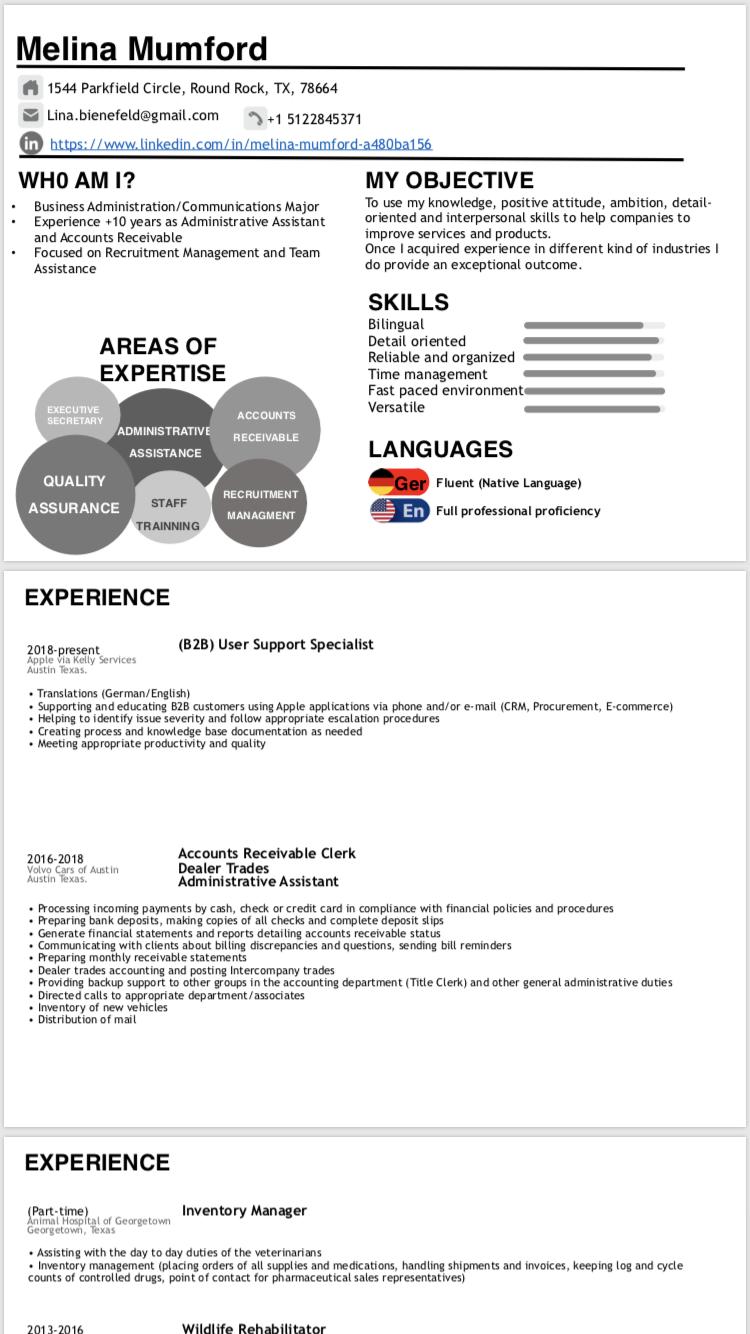 Melina Mumford
1544 Parkfield Circle, Round Rock, TX, 78664
Lina.bienefeld@gmail.com
+1 5122845371
in https://www.linkedin.com/in/melina-mumford-a480ba156
WH0 AM I?
• Business Administration/Communications Major
• Experience +10 years as Administrative Assistant
and Accounts Receivable
• Focused on Recruitment Management and Team
Assistance
AREAS OF
EXPERTISE
EXECUTIVE
SECRETARY
ADMINISTRATIVE
ASSISTANCE
ACCOUNTS
RECEIVABLE
QUALITY
ASSURANCE
STAFF
TRAINNING
RECRUITMENT
MANAGMENT
MY OBJECTIVE
To use my knowledge, positive attitude, ambition, detail-
oriented and interpersonal skills to help companies to
improve services and products.
Once I acquired experience in different kind of industries I
do provide an exceptional outcome.
SKILLS
Bilingual
Detail oriented
Reliable and organized
Time management
Fast paced environment
Versatile
LANGUAGES
Ger Fluent (Native Language)
En Full professional proficiency
EXPERIENCE
2018-present
Apple via Kelly Services
Austin Texas.
(B2B) User Support Specialist
• Translations (German/English)
• Supporting and educating B2B customers using Apple applications via phone and/or e-mail (CRM, Procurement, E-commerce)
• Helping to identify issue severity and follow appropriate escalation procedures
• Creating process and knowledge base documentation as needed
• Meeting appropriate productivity and quality
2016-2018
Volvo Cars of Austin
Austin Texas.
Accounts Receivable Clerk
Dealer Trades
Administrative Assistant
• Processing incoming payments by cash, check or credit card in compliance with financial policies and procedures
• Preparing bank deposits, making copies of all checks and complete deposit slips
• Generate financial statements and reports detailing accounts receivable status
• Communicating with clients about billing discrepancies and questions, sending bill reminders
• Preparing monthly receivable statements
• Dealer trades accounting and posting Intercompany trades
• Providing backup support to other groups in the accounting department (Title Clerk) and other general administrative duties
• Directed calls to appropriate department/associates
• Inventory of new vehicles
• Distribution of mail
EXPERIENCE
(Part-time)
Animal Hospital of Georgetown
Georgetown, Texas
Inventory Manager
• Assisting with the day to day duties of the veterinarians
• Inventory management (placing orders of all supplies and medications, handling shipments and invoices, keeping log and cycle
counts of controlled drugs, point of contact for pharmaceutical sales representatives)
2013-2016
Wildlife Rehabilitator